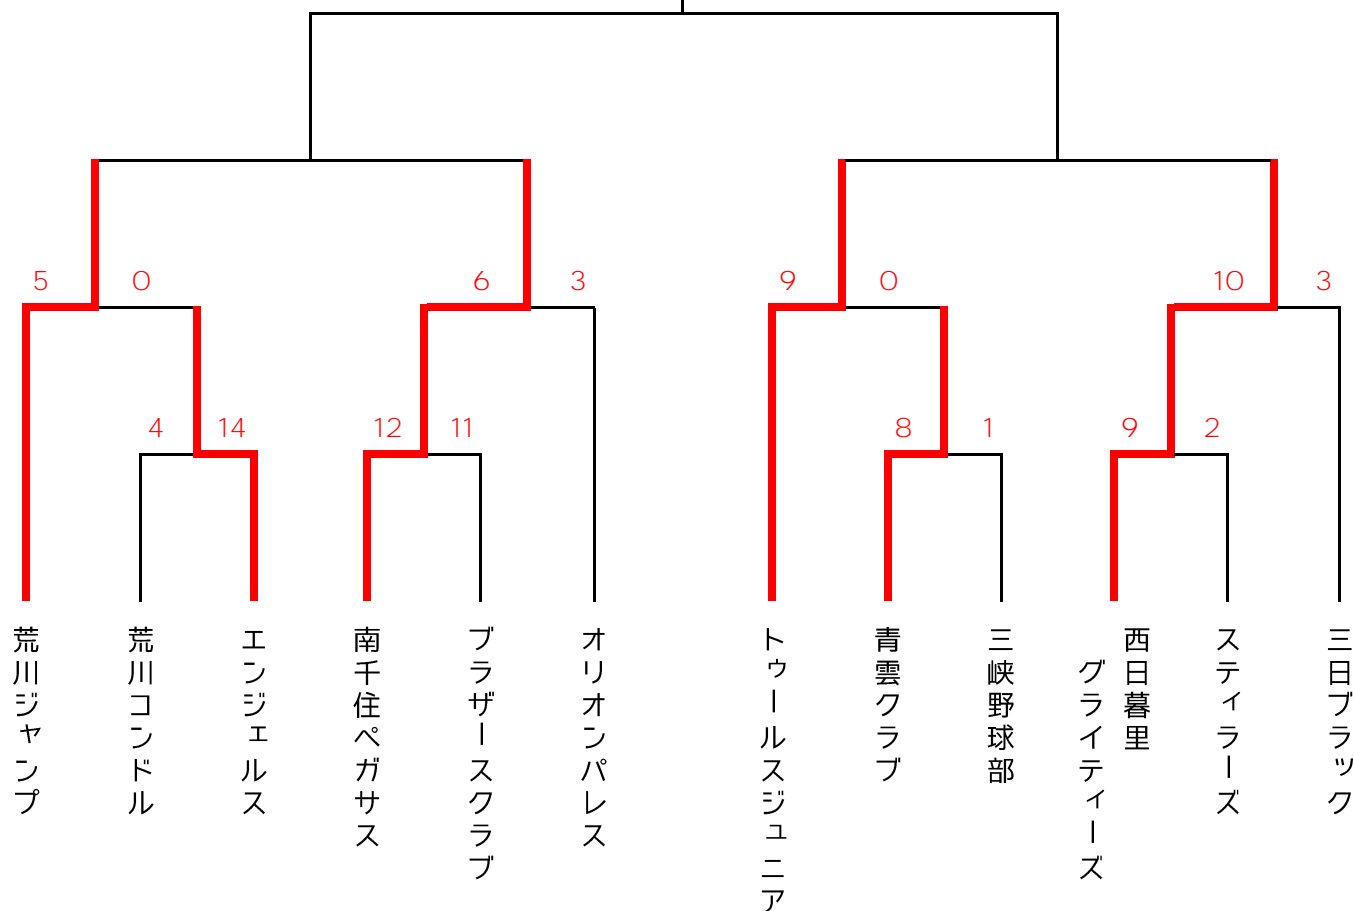 5 0 6 3 9 0 10 3
4 14 12 11 8 1 9 2
荒川ジャンプ
荒川コンドル
エンジェルス
南千住ペガサス
ブラザースクラブ
オリオンパレス
トゥールスジュニア
青雲クラブ
三峡野球部
西日暮里
グライティーズ
スティラーズ
三日ブラック